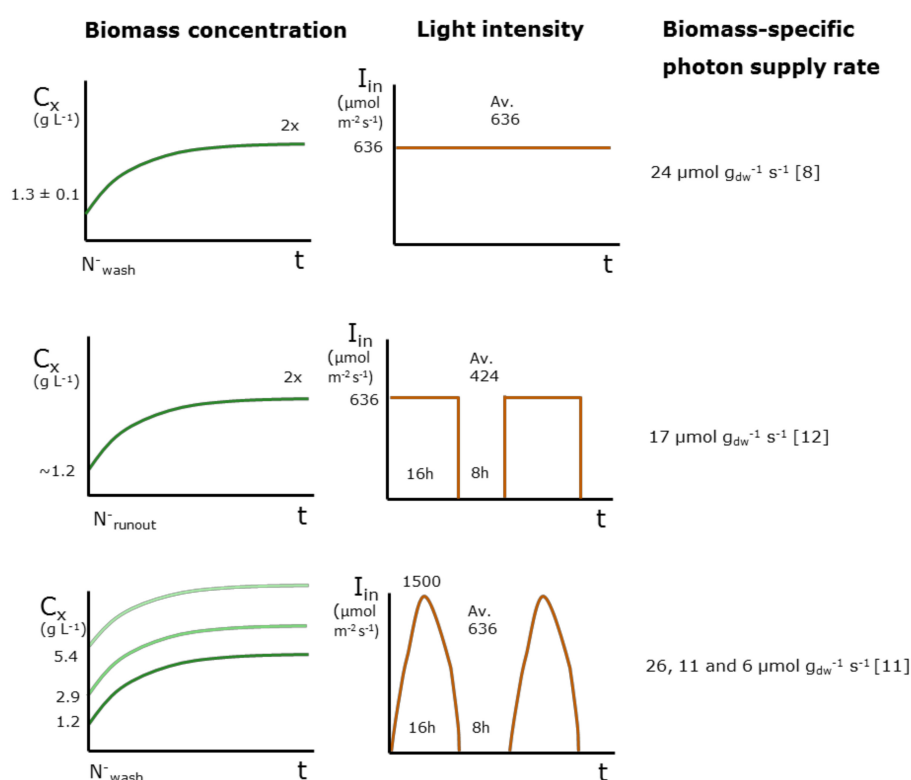 Biomass concentration
Light intensity
Biomass-specific
photon supply rate
Cx
(g L⁻¹)
2x
1.3 ± 0.1
N⁻wash
t
Iin
(µmol
m⁻²s⁻¹)
Av.
636
636
t
24 µmol gdw⁻¹ s⁻¹ [8]
Cx
(g L⁻¹)
2x
~1.2
N⁻runout
t
Iin
(µmol
m⁻²s⁻¹)
Av.
424
636
16h
8h
t
17 µmol gdw⁻¹ s⁻¹ [12]
Cx
(g L⁻¹)
5.4
2.9
1.2
N⁻wash
t
Iin
(µmol
m⁻²s⁻¹)
1500
Av.
636
16h
8h
t
26, 11 and 6 µmol gdw⁻¹ s⁻¹ [11]